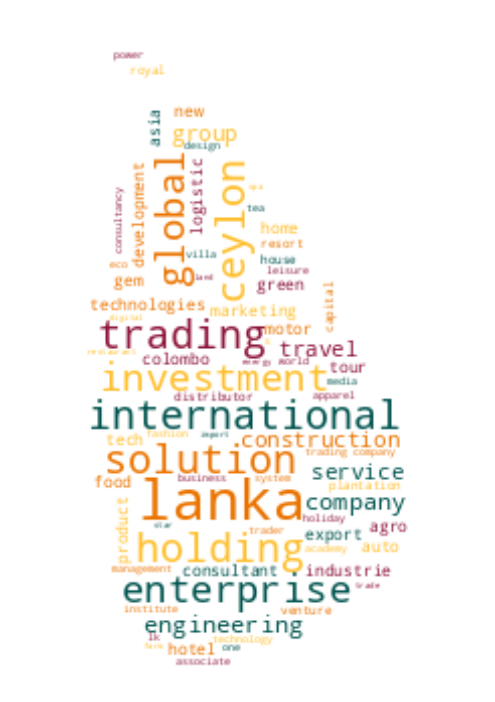 power
royal
asia
new
group
design
global
logistic
ceylon
spa
tea
consultancy
development
villa
home
resort
house
eco
leisure
land
gem
green
capital
technologies
marketing
digital
trading
motor
travel
restaurant
colombo
energy
world
tour
investment
media
distributor
apparel
international
tech
fashion
import
construction
solution
trading company
service
food
business
system
plantation
lanka
company
product
star
holiday
agro
trader
export
holding
academy
auto
management
consultant
industrie
enterprise
trade
institute
venture
engineering
lk
technology
farm
hotel
one
associate